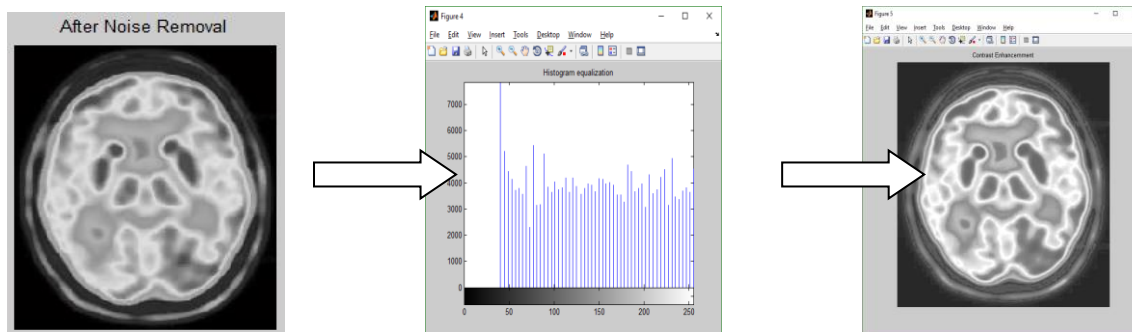 After Noise Removal
Figure 4
File Edit View Insert Tools Desktop Window Help
Histogram equalization
7000
6000
5000
4000
3000
2000
1000
0
0 50 100 150 200 250
Figure 5
File Edit View Insert Tools Desktop Window Help
Contrast Enhancement